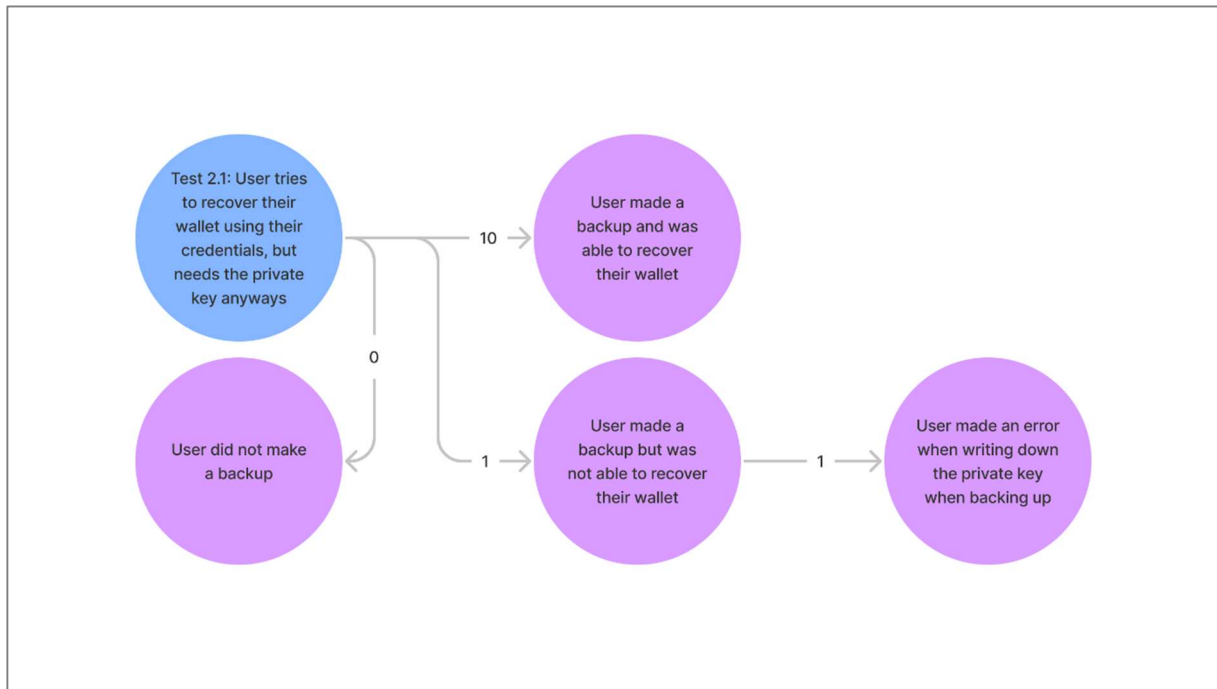 Test 2.1: User tries
to recover their
wallet using their
credentials, but
needs the private
key anyways
10
User made a
backup and was
able to recover
their wallet
0
User did not make
a backup
1
User made a
backup but was
not able to recover
their wallet
1
User made an error
when writing down
the private key
when backing up